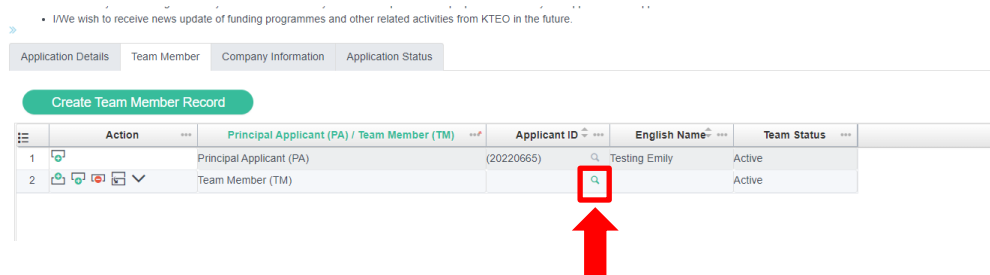 • I/We wish to receive news update of funding programmes and other related activities from KTEO in the future.
»
Application Details Team Member Company Information Application Status
Create Team Member Record
Action ••• Principal Applicant (PA) / Team Member (TM) ••• Applicant ID ••• English Name ••• Team Status •••
1 Principal Applicant (PA) (20220665) Testing Emily Active
2 Team Member (TM) Active